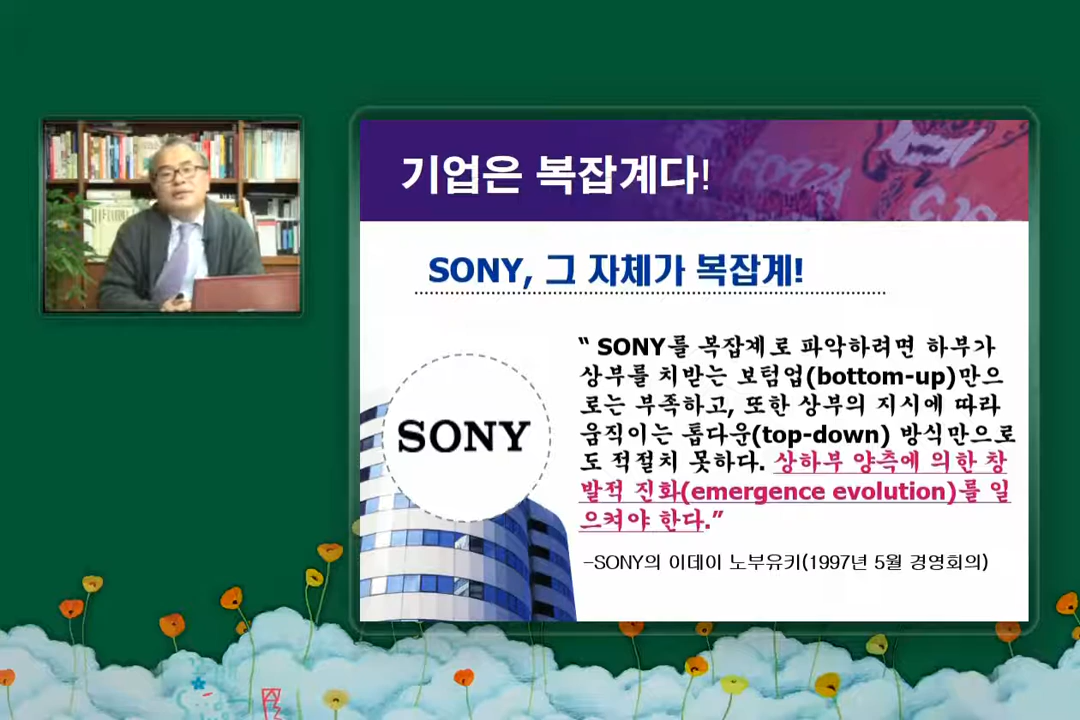 기업은 복잡계다!
SONY, 그 자체가 복잡계!
SONY
“ SONY를 복잡계로 파악하려면 하부가
상부를 치받는 보텀업(bottom-up)만으
로는 부족하고, 또한 상부의 지시에 따라
움직이는 톱다운(top-down) 방식만으로
도 적절치 못하다. 상하부 양측에 의한 창
발적 진화(emergence evolution)를 일
으켜야 한다.”
–SONY의 이데이 노부유키(1997년 5월 경영회의)